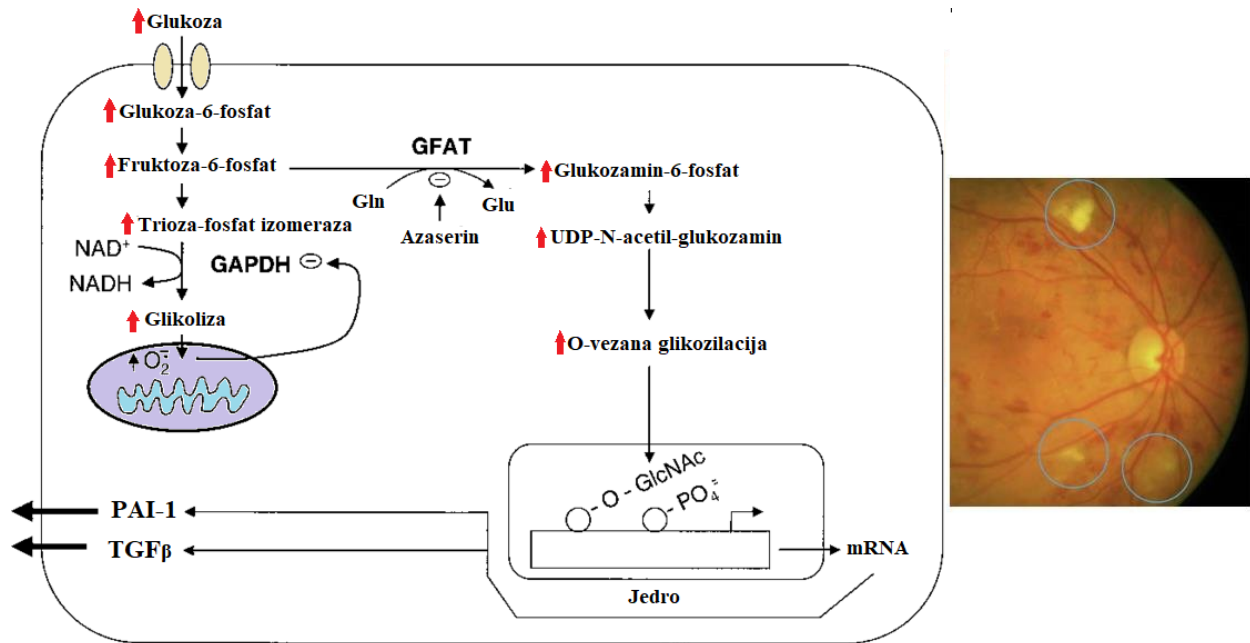 Glukoza
Glukoza-6-fosfat
Fruktoza-6-fosfat
GFAT
Glukozamin-6-fosfat
Gln
Glu
Azaserin
Trioza-fosfat izomeraza
UDP-N-acetil-glukozamin
NAD⁺
NADH
GAPDH
Glikoliza
O-vezana glikozilacija
O₂⁻
O - GlcNAc
PO₄⁼
PAI-1
TGFβ
mRNA
Jedro